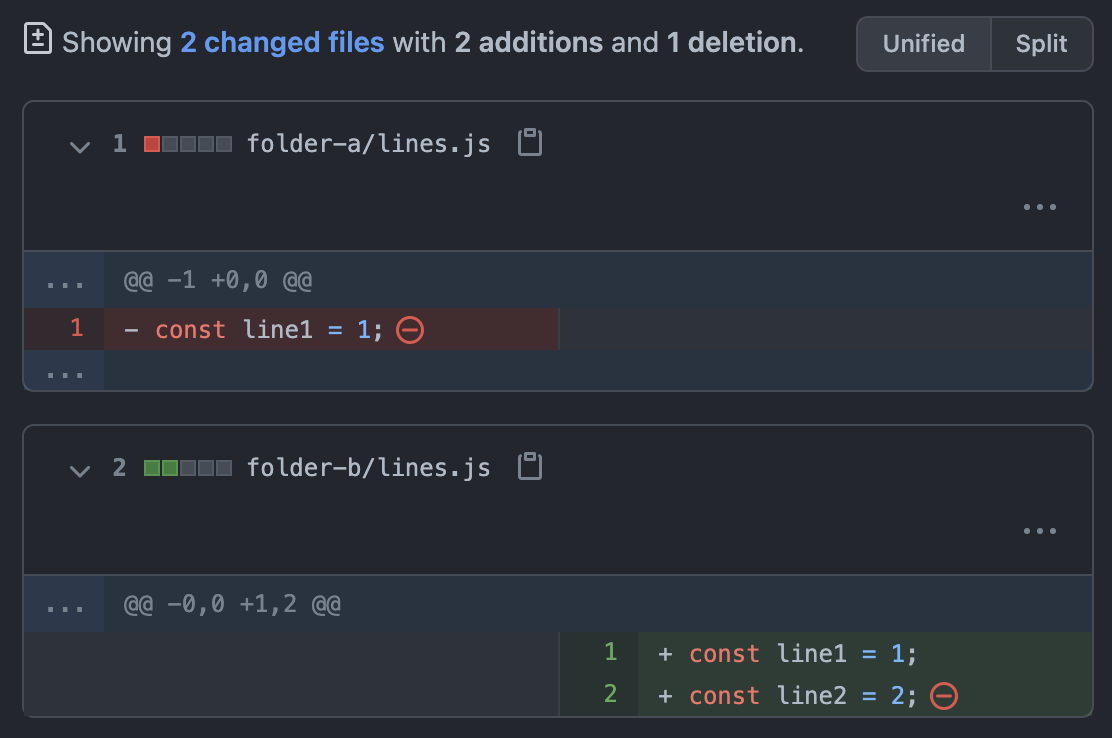 Showing 2 changed files with 2 additions and 1 deletion.
Unified Split
1 folder-a/lines.js
...
... @@ -1 +0,0 @@
1 - const line1 = 1;
...
2 folder-b/lines.js
...
... @@ -0,0 +1,2 @@
1 + const line1 = 1;
2 + const line2 = 2;